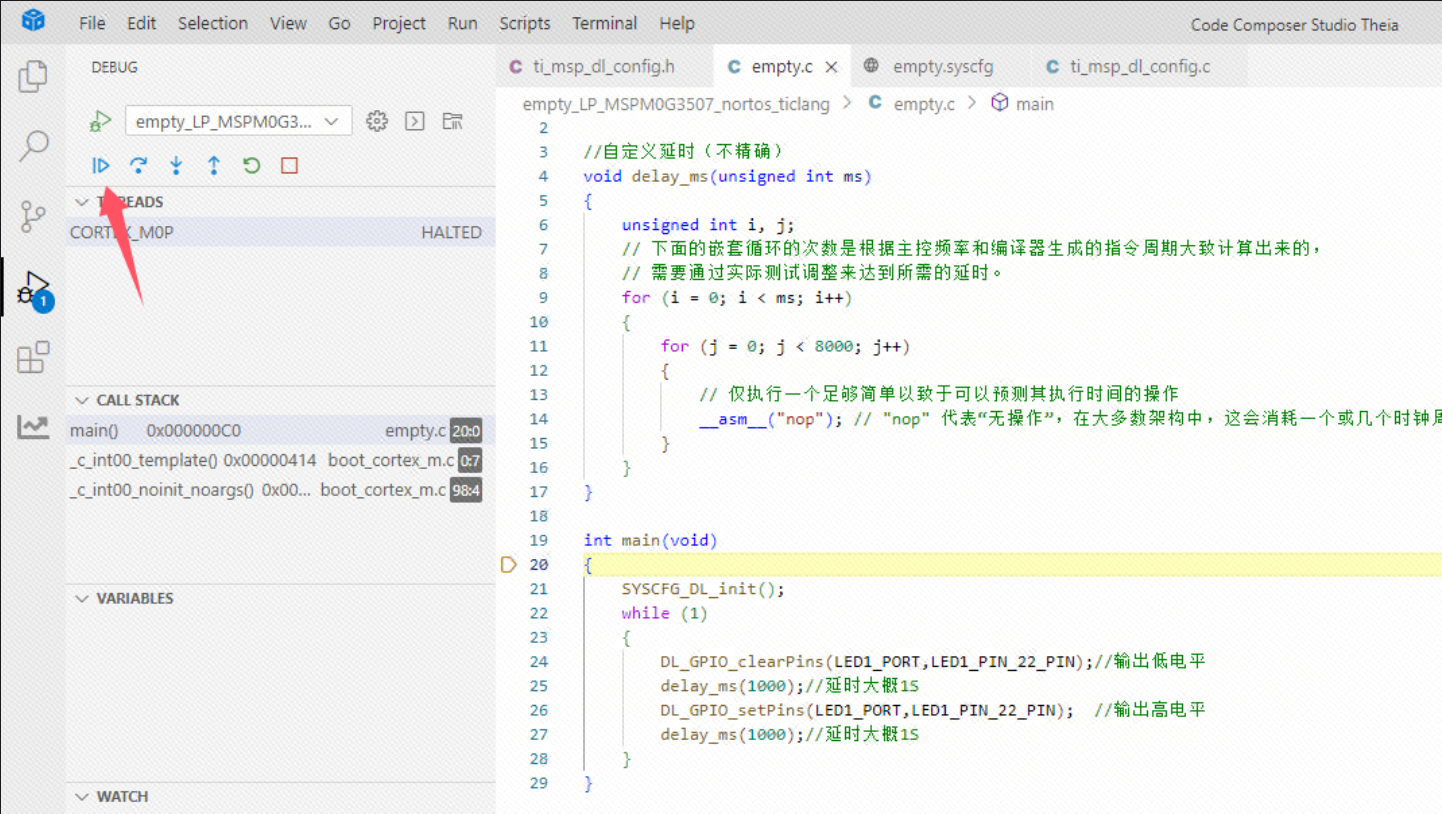 File Edit Selection View Go Project Run Scripts Terminal Help
Code Composer Studio Theia
DEBUG
empty_LP_MSPM0G3...
THREADS
CORTEX_M0P HALTED
1
CALL STACK
main() 0x000000C0 empty.c 20:0
_c_int00_template() 0x00000414 boot_cortex_m.c 0:7
_c_int00_noinit_noargs() 0x00... boot_cortex_m.c 98:4
VARIABLES
WATCH
C ti_msp_dl_config.h C empty.c × empty.syscfg C ti_msp_dl_config.c
empty_LP_MSPM0G3507_nortos_ticlang > C empty.c > main
2
3 //自定义延时（不精确）
4 void delay_ms(unsigned int ms)
5 {
6 unsigned int i, j;
7 // 下面的嵌套循环的次数是根据主控频率和编译器生成的指令周期大致计算出来的，
8 // 需要通过实际测试调整来达到所需的延时。
9 for (i = 0; i < ms; i++)
10 {
11 for (j = 0; j < 8000; j++)
12 {
13 // 仅执行一个足够简单以致于可以预测其执行时间的操作
14 __asm__("nop"); // "nop" 代表“无操作”，在大多数架构中，这会消耗一个或几个时钟
15 }
16 }
17 }
18
19 int main(void)
20 {
21 SYSCFG_DL_init();
22 while (1)
23 {
24 DL_GPIO_clearPins(LED1_PORT,LED1_PIN_22_PIN);//输出低电平
25 delay_ms(1000);//延时大概1S
26 DL_GPIO_setPins(LED1_PORT,LED1_PIN_22_PIN); //输出高电平
27 delay_ms(1000);//延时大概1S
28 }
29 }